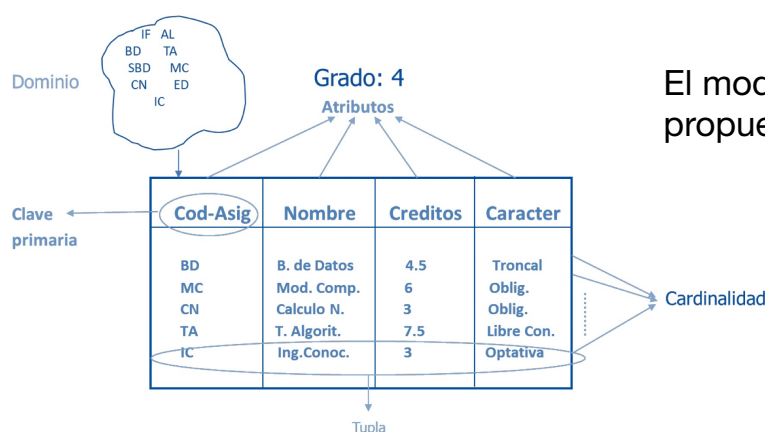 IF AL
BD TA
SBD MC
CN ED
IC
Dominio
Grado: 4
Atributos
El mod
propue
Clave
primaria
Cod-Asig Nombre Creditos Caracter
BD B. de Datos 4.5 Troncal
MC Mod. Comp. 6 Oblig.
CN Calculo N. 3 Oblig.
TA T. Algorit. 7.5 Libre Con.
IC Ing.Conoc. 3 Optativa
Cardinalidad
Tupla